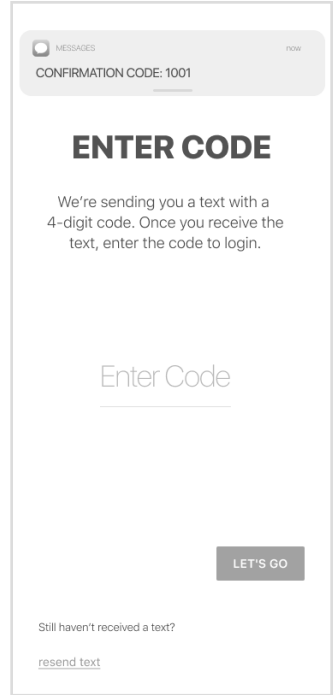 MESSAGES now
CONFIRMATION CODE: 1001
ENTER CODE
We're sending you a text with a
4-digit code. Once you receive the
text, enter the code to login.
Enter Code
LET'S GO
Still haven't received a text?
resend text